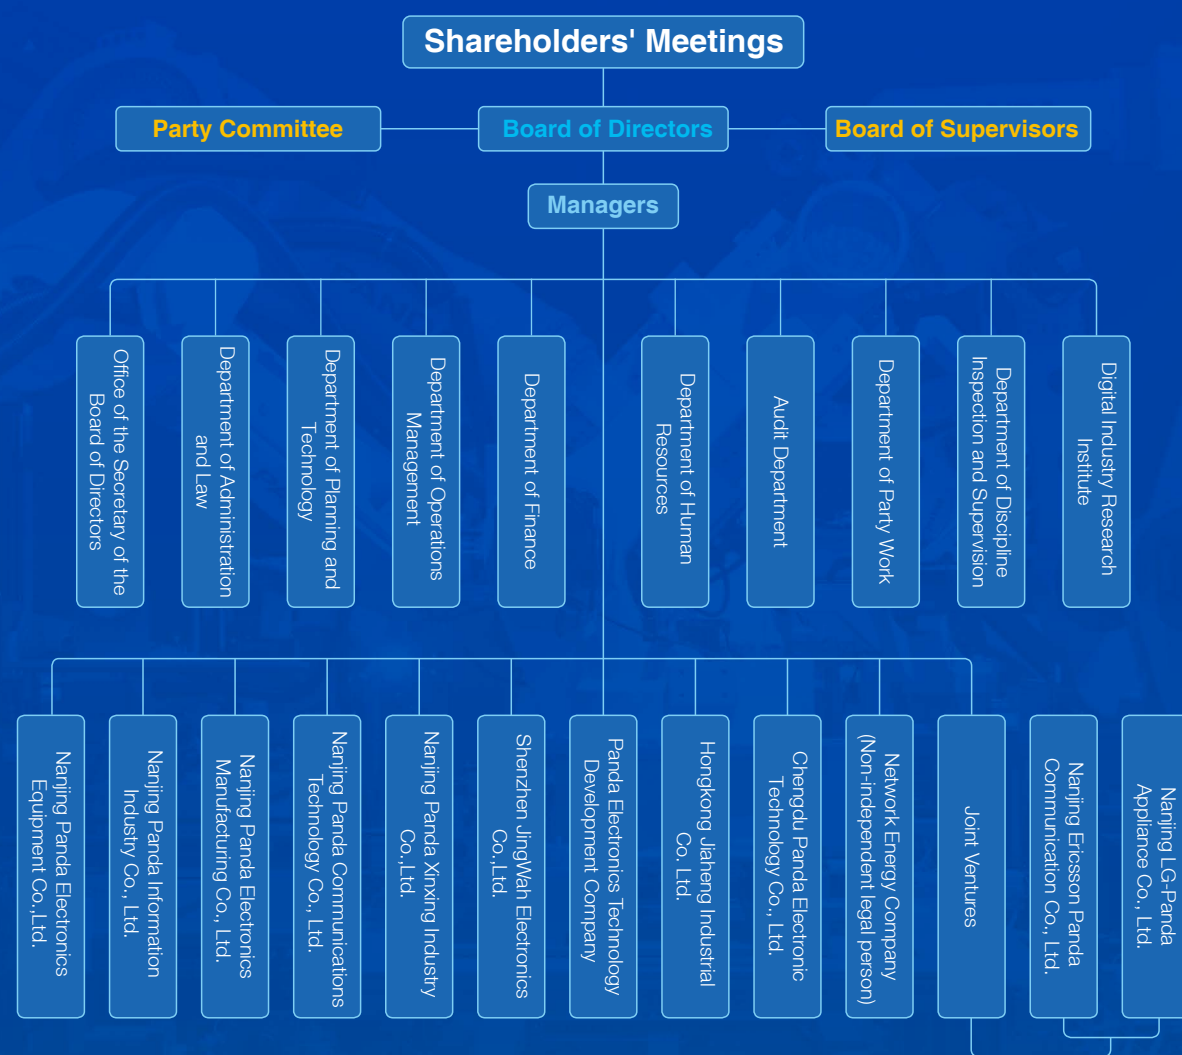 Shareholders' Meetings
Party Committee
Board of Directors
Board of Supervisors
Managers
Office of the Secretary of the
Board of Directors
Department of Administration
and Law
Department of Planning and
Technology
Department of Operations
Management
Department of Finance
Department of Human
Resources
Audit Department
Department of Party Work
Department of Discipline
Inspection and Supervision
Digital Industry Research
Institute
Nanjing Panda Electronics
Equipment Co.,Ltd.
Nanjing Panda Information
Industry Co., Ltd.
Nanjing Panda Electronics
Manufacturing Co., Ltd.
Nanjing Panda Communications
Technology Co., Ltd.
Nanjing Panda Xinxing Industry
Co.,Ltd.
Shenzhen JingWah Electronics
Co.,Ltd.
Panda Electronics Technology
Development Company
Hongkong Jiaheng Industrial
Co. Ltd.
Chengdu Panda Electronic
Technology Co., Ltd.
Network Energy Company
(Non-independent legal person)
Joint Ventures
Nanjing Ericsson Panda
Communication Co., Ltd.
Nanjing LG-Panda
Appliance Co., Ltd.